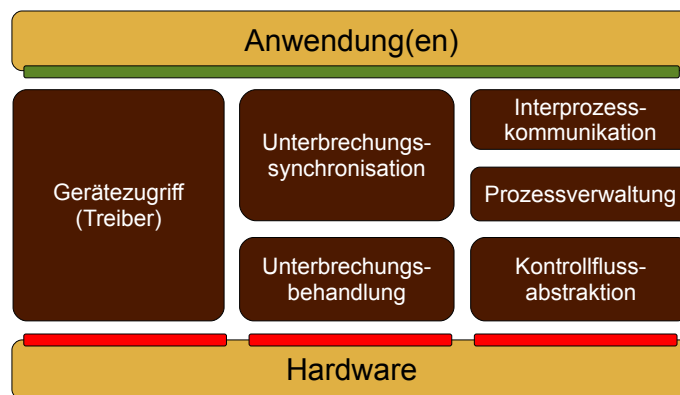 Anwendung(en)
Gerätezugriff
(Treiber)
Unterbrechungs-
synchronisation
Unterbrechungs-
behandlung
Interprozess-
kommunikation
Prozessverwaltung
Kontrollfluss-
abstraktion
Hardware